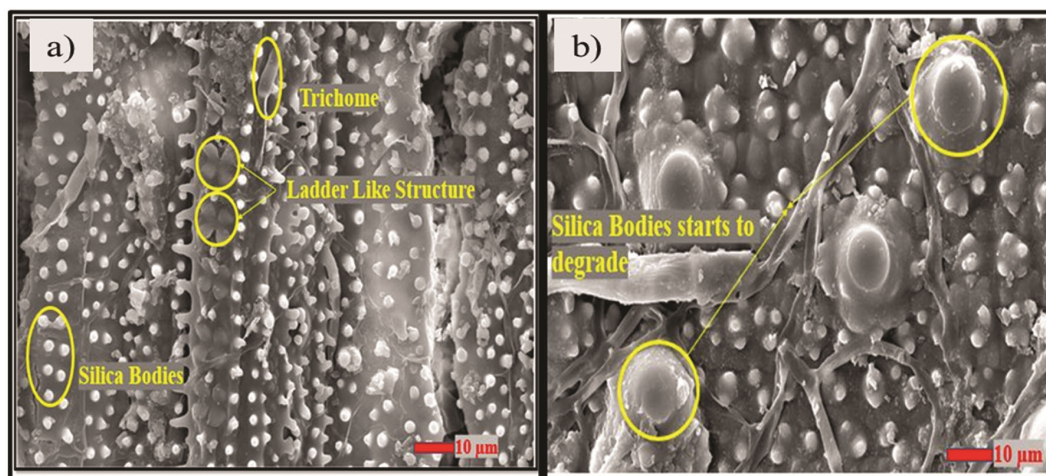 a)
Trichome
Ladder Like Structure
Silica Bodies
10 μm
b)
Silica Bodies starts to
degrade
10 μm